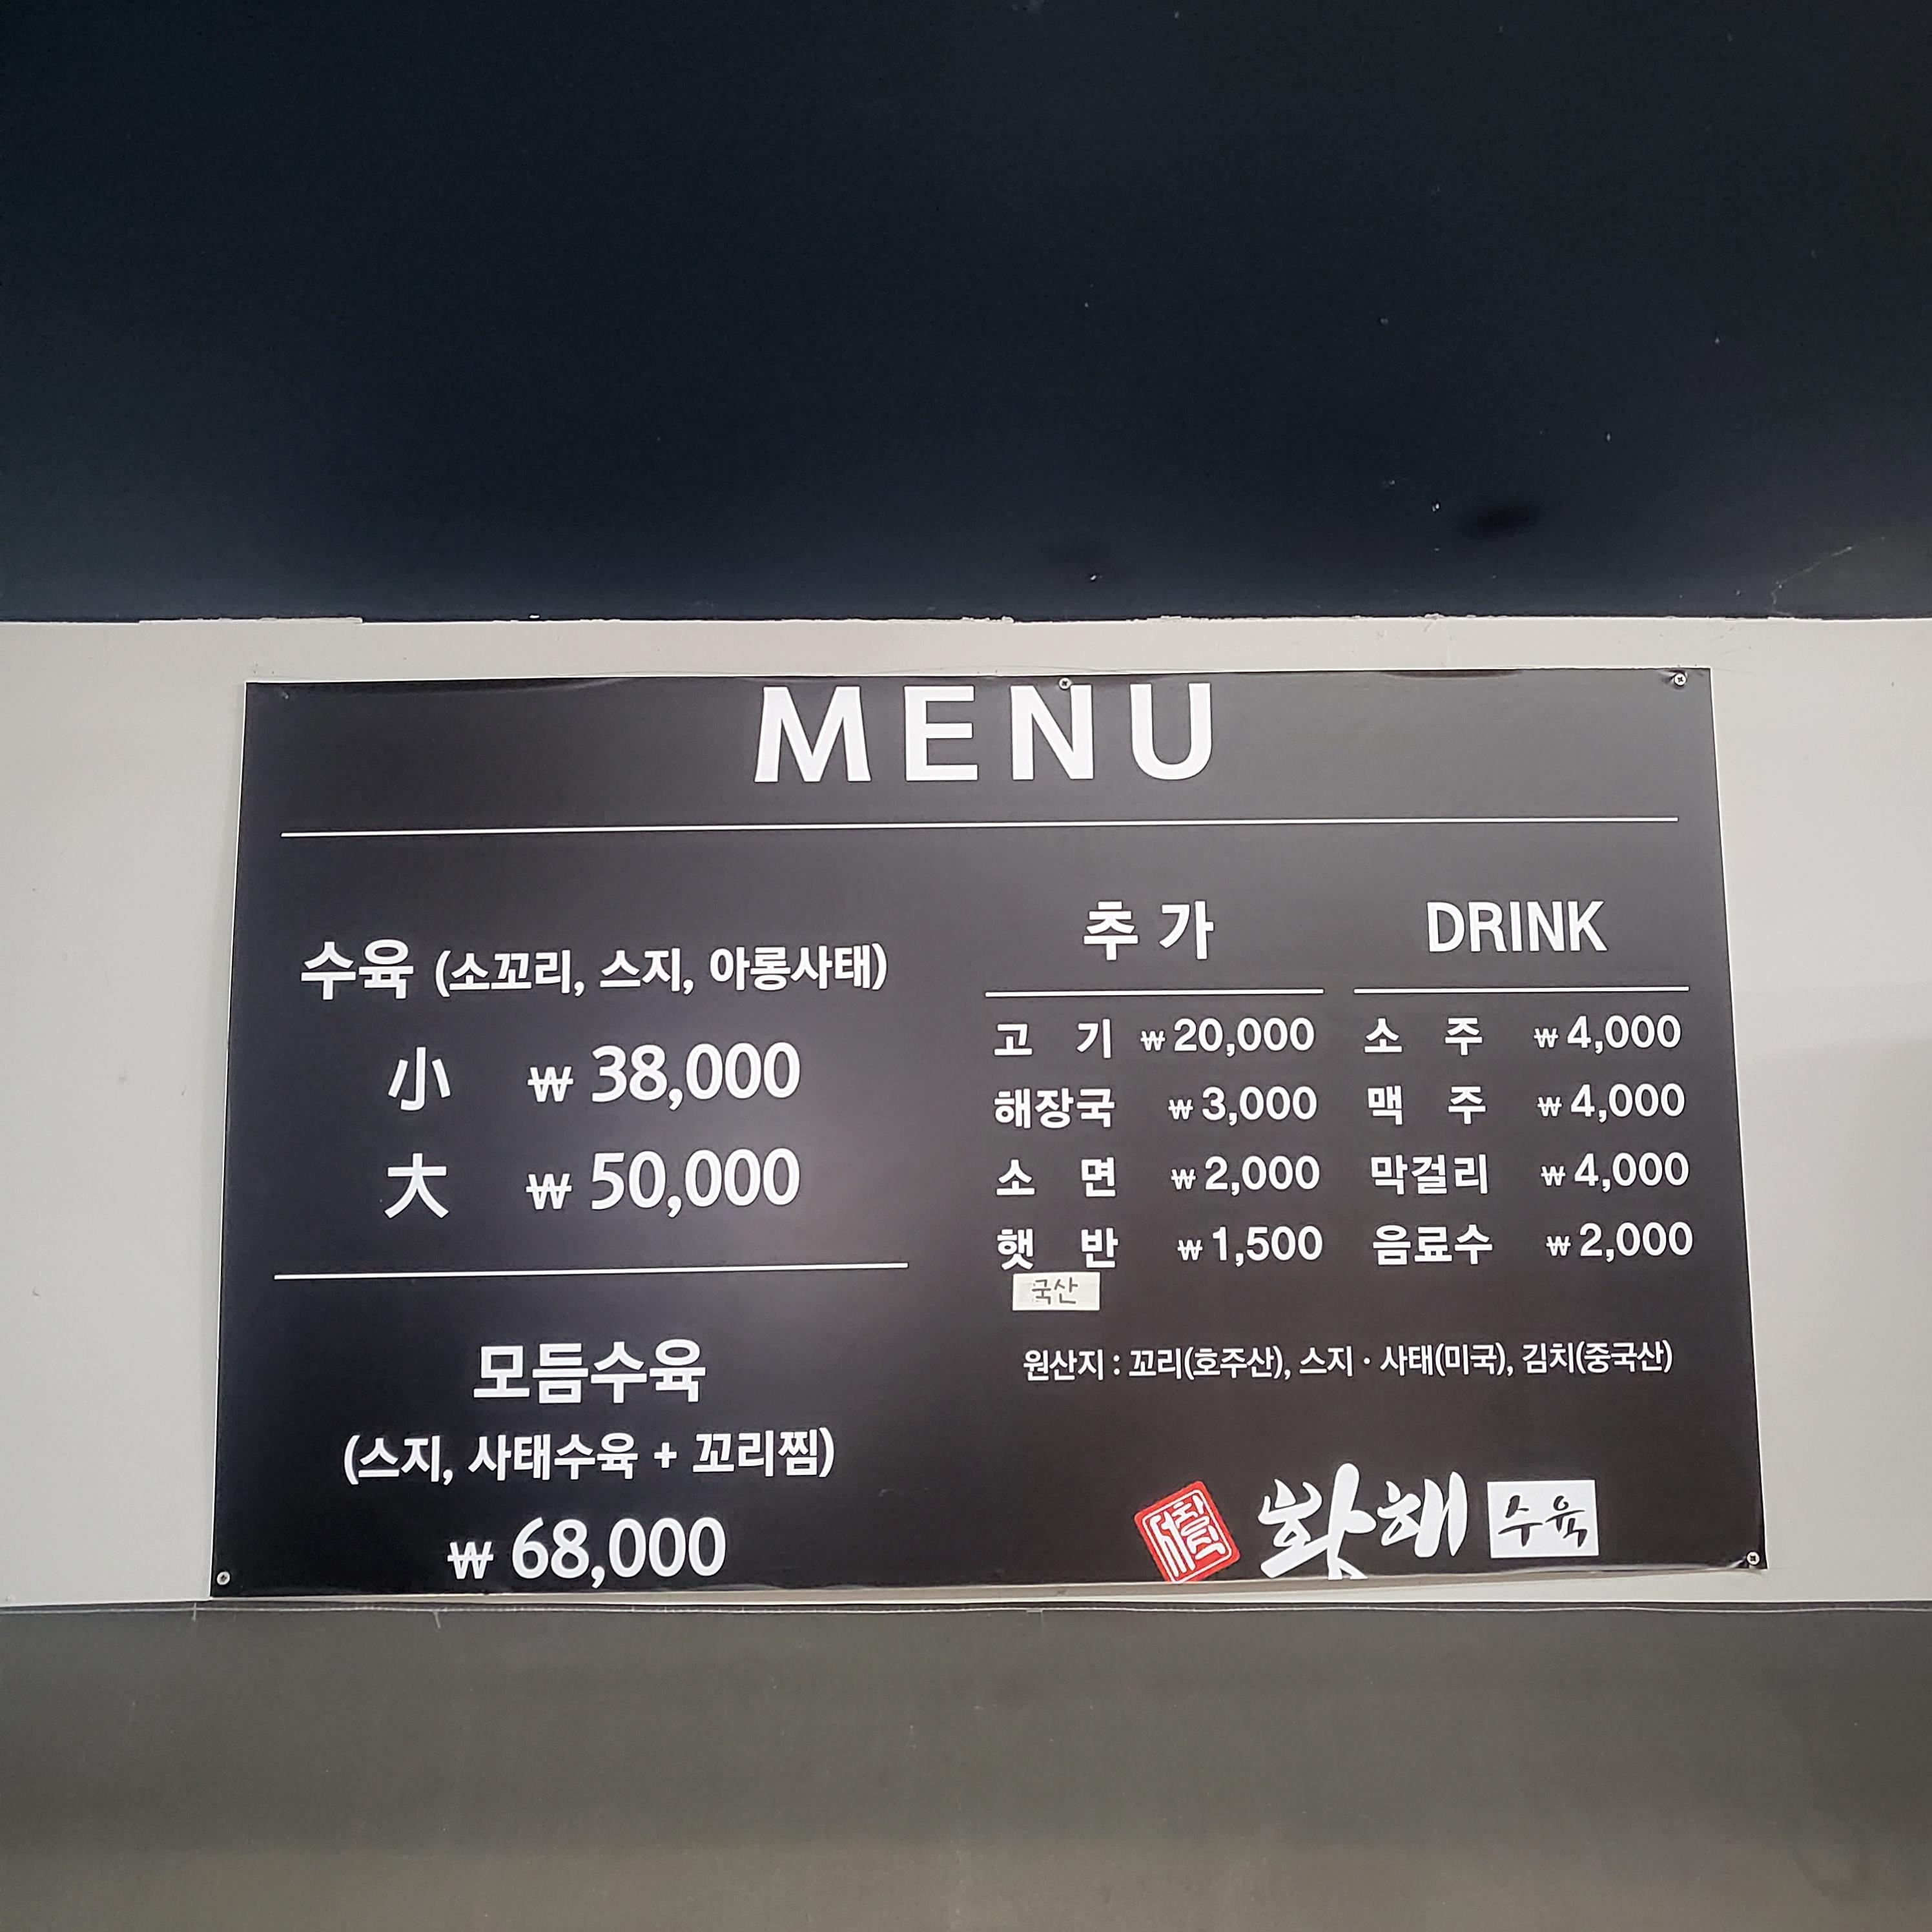 MENU
수육 (소꼬리, 스지, 아롱사태)
小 ₩ 38,000
大 ₩ 50,000
모듬수육
(스지, 사태수육 + 꼬리찜)
₩ 68,000
추 가
고 기 ₩ 20,000
해장국 ₩ 3,000
소 면 ₩ 2,000
햇 반 ₩ 1,500
국산
DRINK
소 주 ₩ 4,000
맥 주 ₩ 4,000
막걸리 ₩ 4,000
음료수 ₩ 2,000
원산지 : 꼬리(호주산), 스지 · 사태(미국), 김치(중국산)
황해 수육